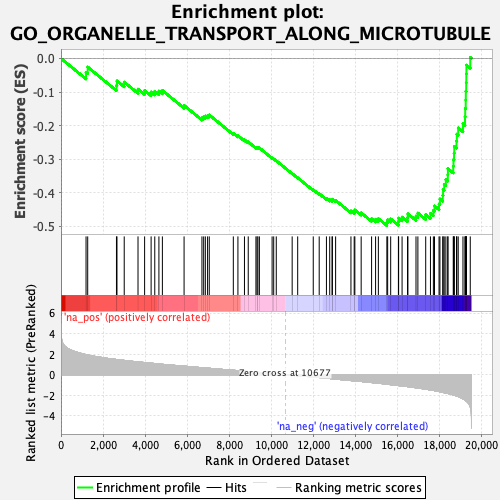 Enrichment plot:
GO_ORGANELLE_TRANSPORT_ALONG_MICROTUBULE
Enrichment score (ES)
0.0
-0.1
-0.2
-0.3
-0.4
-0.5
'na_pos' (positively correlated)
Ranked list metric (PreRanked)
6
4
2
0
-2
-4
Zero cross at 10677
'na_neg' (negatively correlated)
0
2,000
4,000
6,000
8,000
10,000
12,000
14,000
16,000
18,000
20,000
Rank in Ordered Dataset
Enrichment profile
Hits
Ranking metric scores